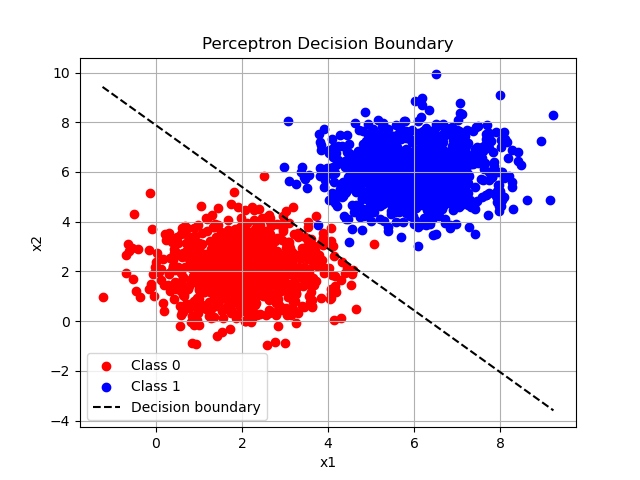 Perceptron Decision Boundary
10
8
6
4
2
0
−2
−4
x2
Class 0
Class 1
Decision boundary
0 2 4 6 8
x1